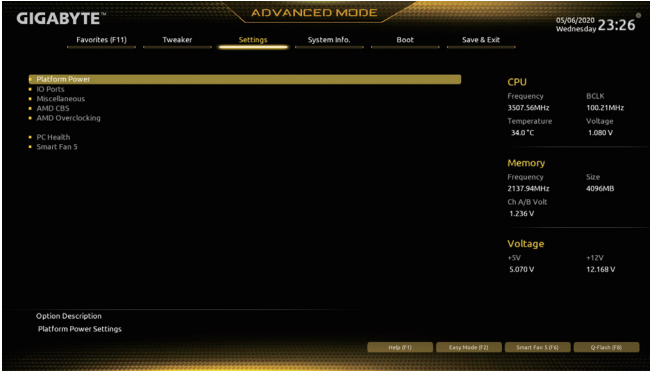 GIGABYTE™
ADVANCED MODE
05/06/2020
Wednesday 23:26
Favorites (F11) Tweaker Settings System Info. Boot Save & Exit
Platform Power
IO Ports
Miscellaneous
AMD CBS
AMD Overclocking
PC Health
Smart Fan 5
CPU
Frequency BCLK
3507.56MHz 100.21MHz
Temperature Voltage
34.0 °C 1.080 V
Memory
Frequency Size
2137.94MHz 4096MB
Ch A/B Volt
1.236 V
Voltage
+5V +12V
5.070 V 12.168 V
Option Description
Platform Power Settings
Help (F1) Easy Mode (F2) Smart Fan 5 (F6) Q-Flash (F8)